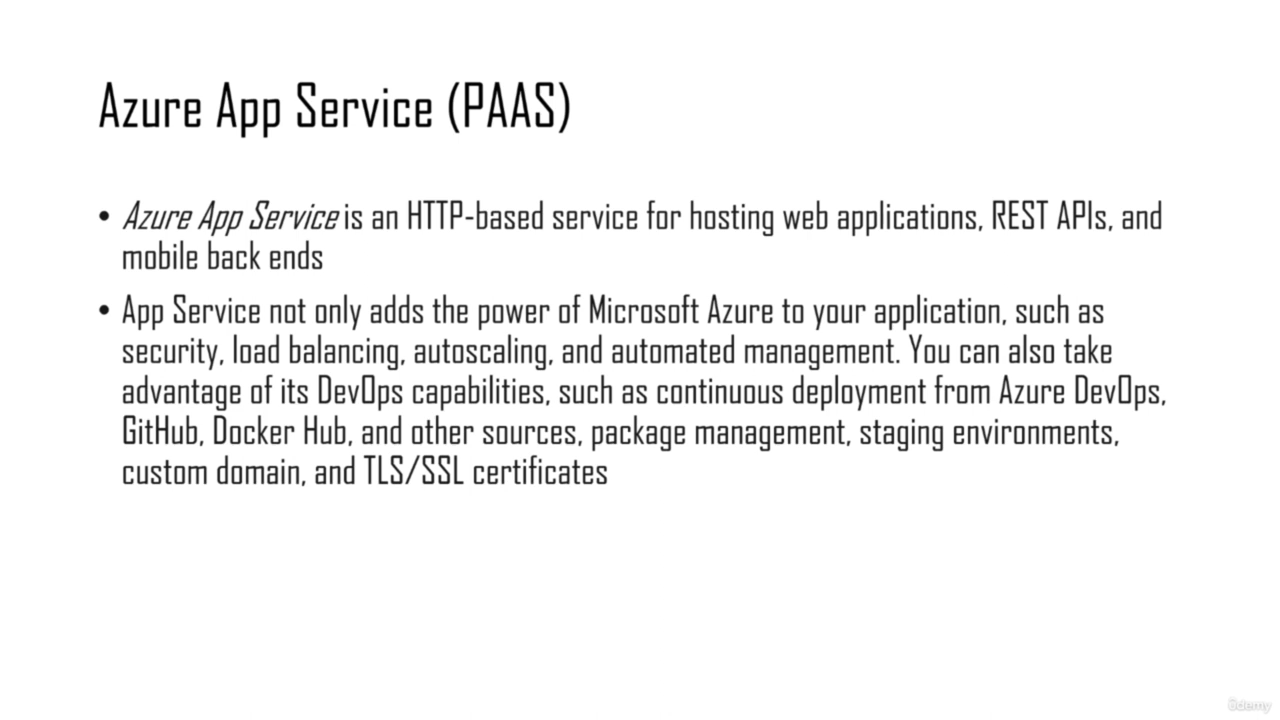 Azure App Service (PAAS)
• Azure App Service is an HTTP-based service for hosting web applications, REST APIs, and
mobile back ends
• App Service not only adds the power of Microsoft Azure to your application, such as
security, load balancing, autoscaling, and automated management. You can also take
advantage of its DevOps capabilities, such as continuous deployment from Azure DevOps,
GitHub, Docker Hub, and other sources, package management, staging environments,
custom domain, and TLS/SSL certificates
ûdemy